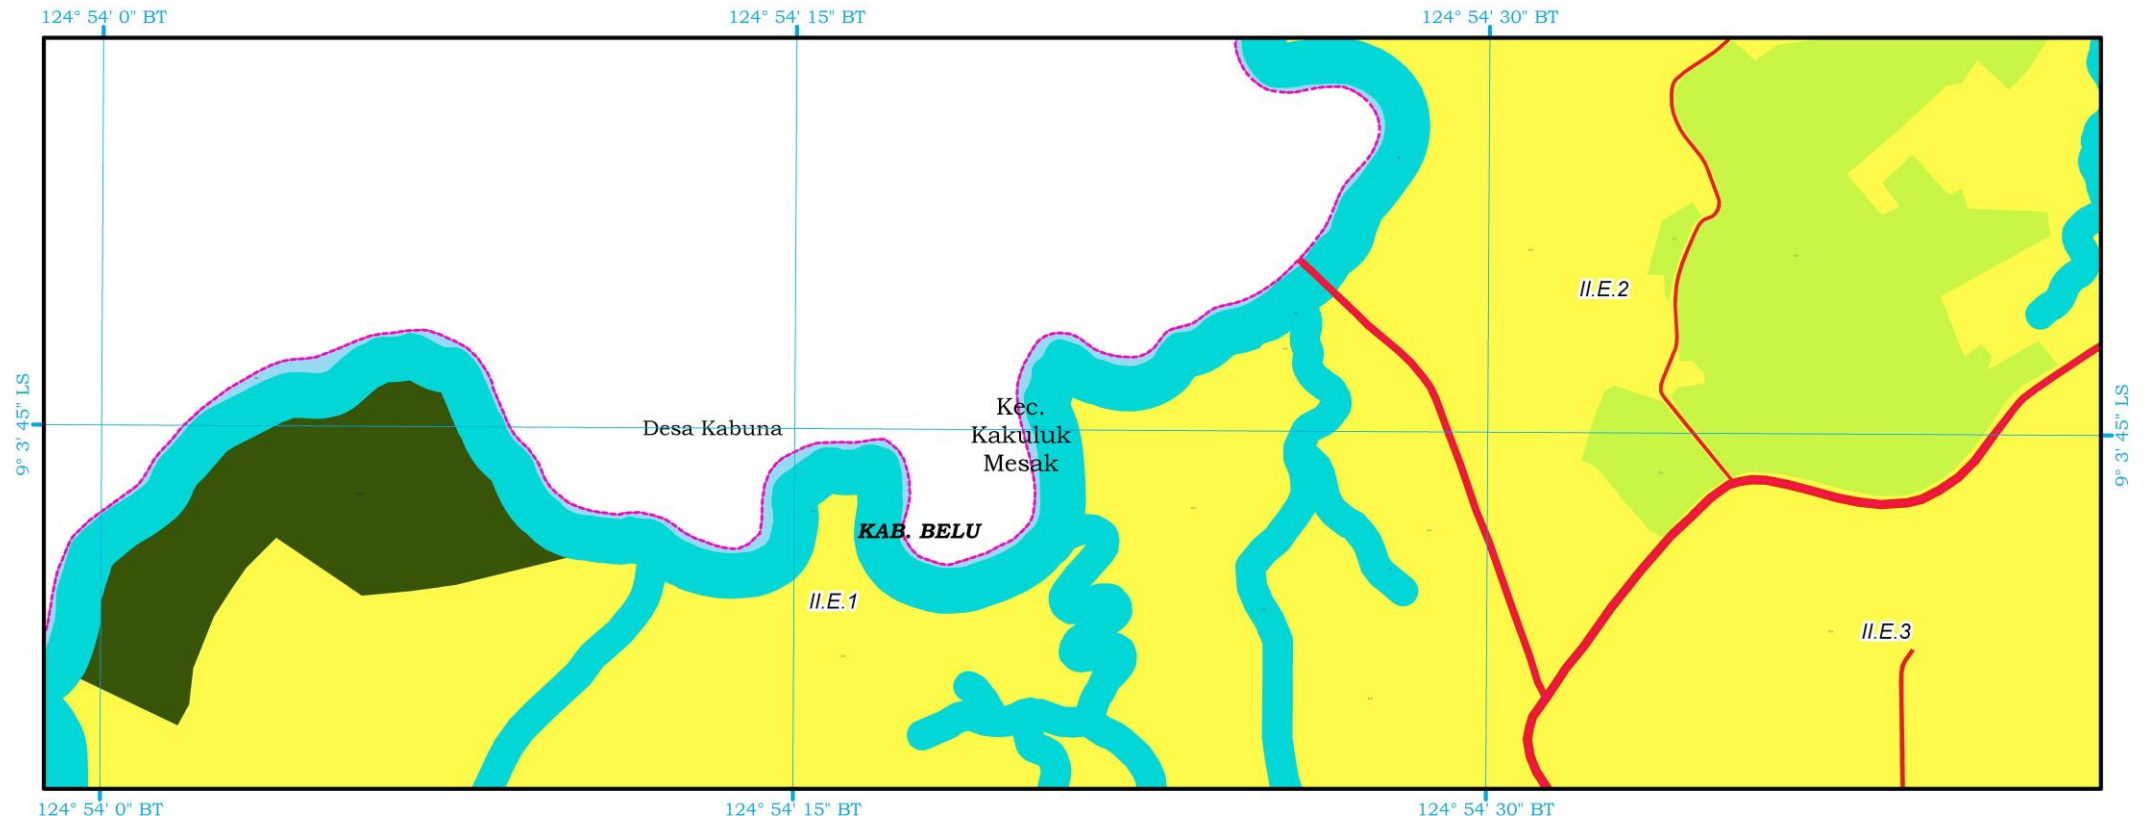 124° 54' 0" BT
124° 54' 15" BT
124° 54' 30" BT
II.E.2
9° 3' 45" LS
9° 3' 45" LS
Desa Kabuna
Kec.
Kakuluk
Mesak
KAB. BELU
II.E.1
II.E.3
124° 54' 0" BT
124° 54' 15" BT
124° 54' 30" BT